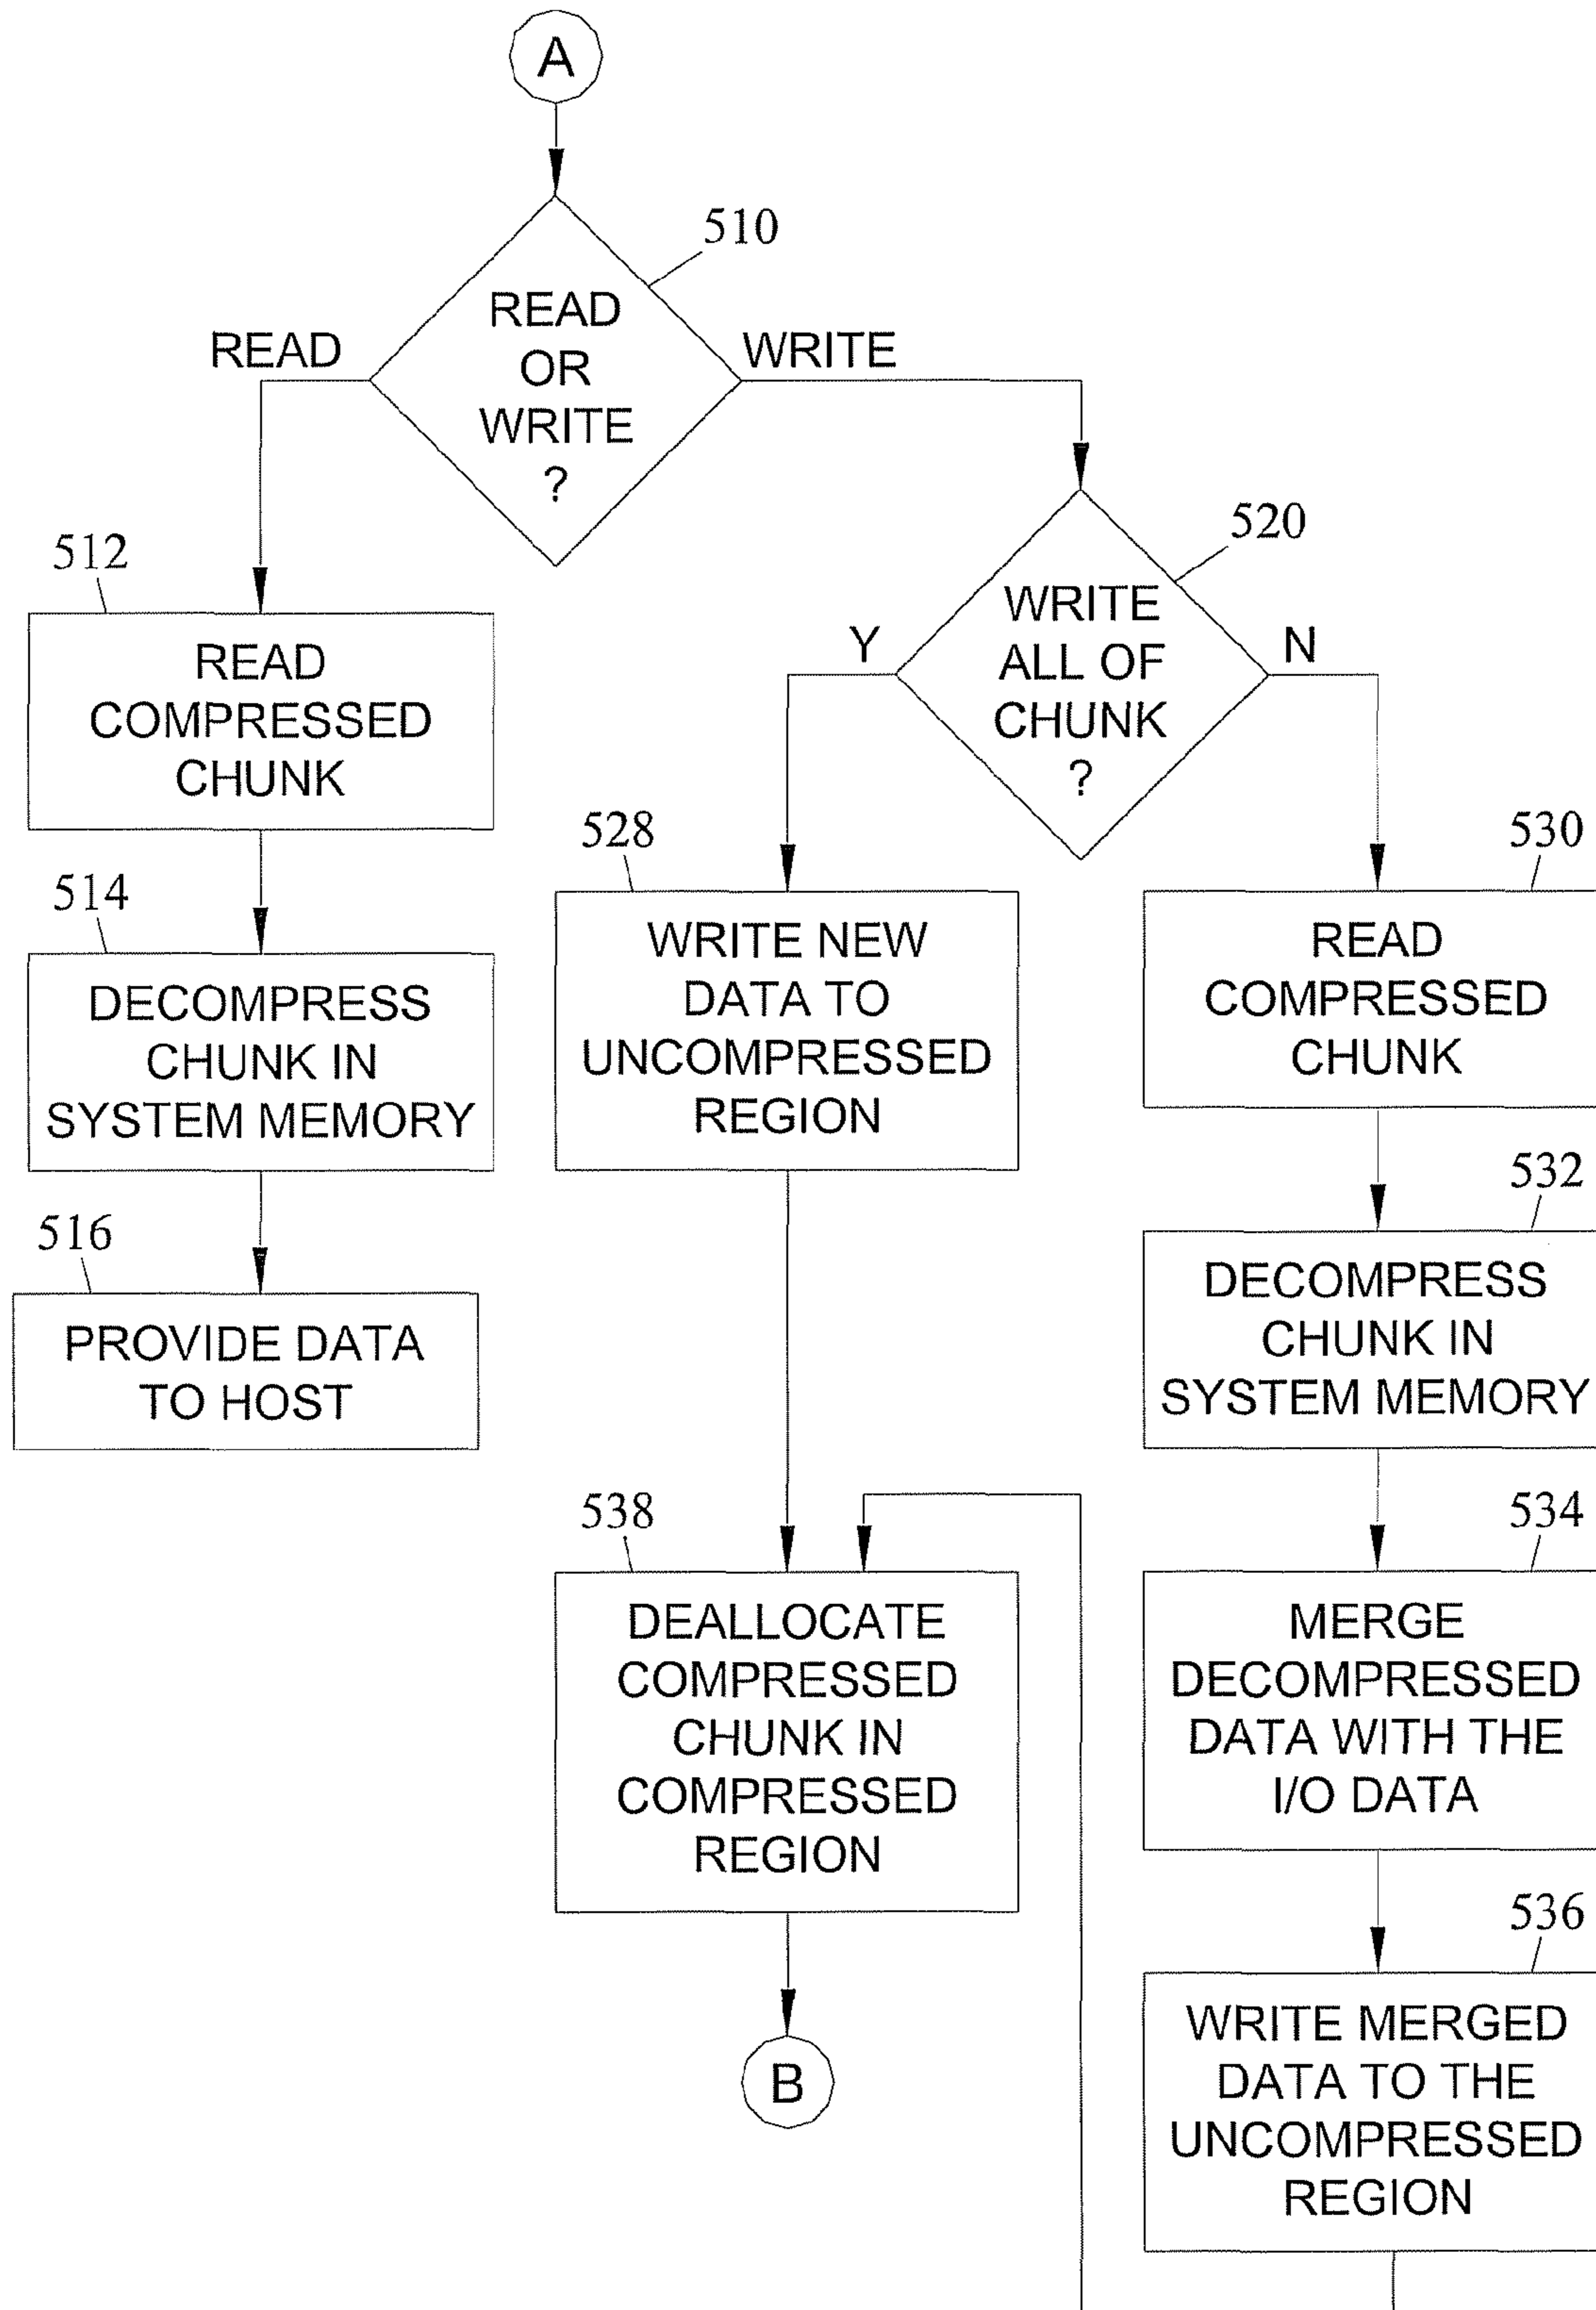 A
510
READ
OR
WRITE
?
READ
WRITE
520
WRITE
ALL OF
CHUNK
?
Y
N
512
READ
COMPRESSED
CHUNK
514
DECOMPRESS
CHUNK IN
SYSTEM MEMORY
516
PROVIDE DATA
TO HOST
528
WRITE NEW
DATA TO
UNCOMPRESSED
REGION
530
READ
COMPRESSED
CHUNK
532
DECOMPRESS
CHUNK IN
SYSTEM MEMORY
534
MERGE
DECOMPRESSED
DATA WITH THE
I/O DATA
536
WRITE MERGED
DATA TO THE
UNCOMPRESSED
REGION
538
DEALLOCATE
COMPRESSED
CHUNK IN
COMPRESSED
REGION
B